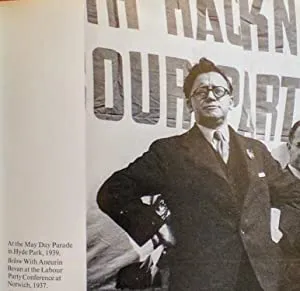 TH HACKN
OUR PART
At the May Day Parade
in Hyde Park, 1939.
Below With Aneurin
Bevan at the Labour
Party Conference at
Norwich, 1937.